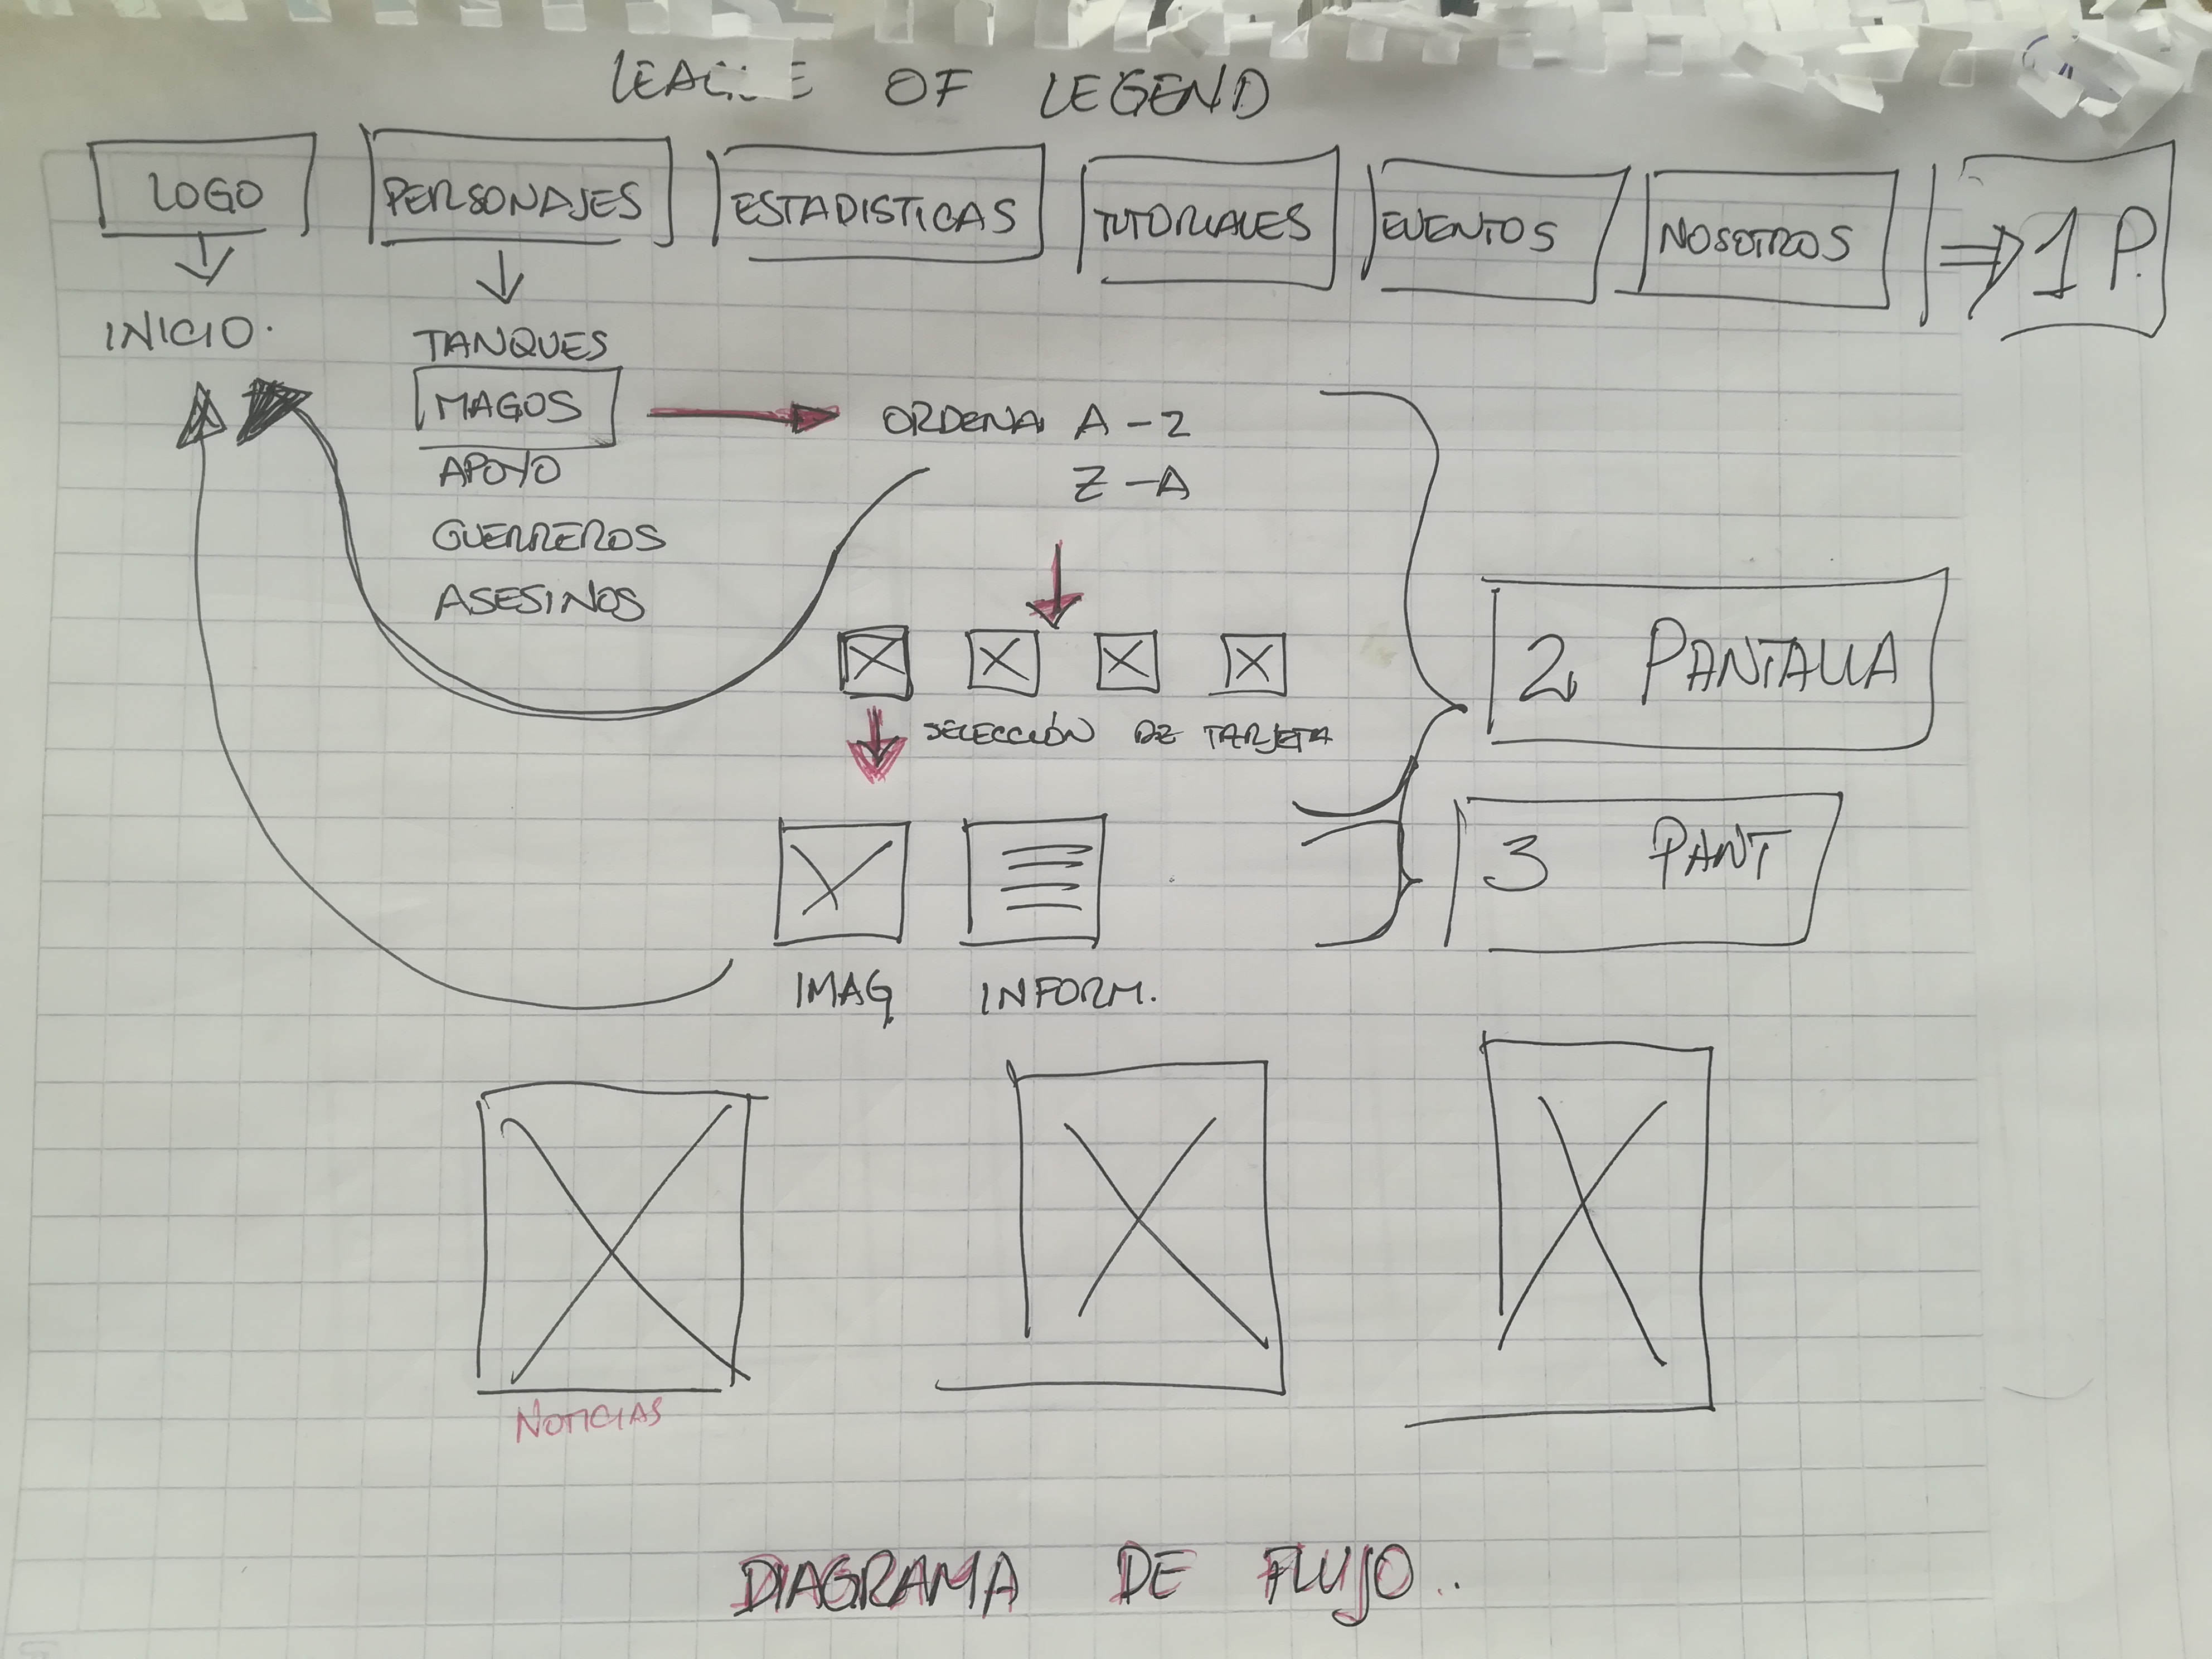 LEAGUE OF LEGEND
LOGO PERSONAJES ESTADISTICAS TUTORIALES EVENTOS NOSOTROS ⇒ 1 P.
INICIO.
TANQUES
MAGOS
APOYO
GUERREROS
ASESINOS
ORDENA A - Z
Z - A
SELECCIÓN DE TARJETA
2 PANTALLA
3 PANT
IMAG INFORM.
NOTICIAS
DIAGRAMA DE FLUJO..